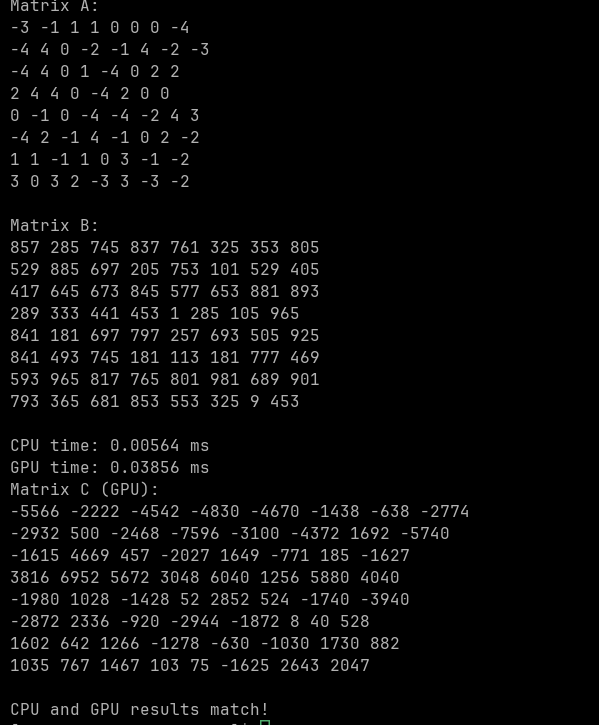 Matrix A:
-3 -1 1 1 0 0 0 -4
-4 4 0 -2 -1 4 -2 -3
-4 4 0 1 -4 0 2 2
2 4 4 0 -4 2 0 0
0 -1 0 -4 -4 -2 4 3
-4 2 -1 4 -1 0 2 -2
1 1 -1 1 0 3 -1 -2
3 0 3 2 -3 3 -3 -2
Matrix B:
857 285 745 837 761 325 353 805
529 885 697 205 753 101 529 405
417 645 673 845 577 653 881 893
289 333 441 453 1 285 105 965
841 181 697 797 257 693 505 925
841 493 745 181 113 181 777 469
593 965 817 765 801 981 689 901
793 365 681 853 553 325 9 453
CPU time: 0.00564 ms
GPU time: 0.03856 ms
Matrix C (GPU):
-5566 -2222 -4542 -4830 -4670 -1438 -638 -2774
-2932 500 -2468 -7596 -3100 -4372 1692 -5740
-1615 4669 457 -2027 1649 -771 185 -1627
3816 6952 5672 3048 6040 1256 5880 4040
-1980 1028 -1428 52 2852 524 -1740 -3940
-2872 2336 -920 -2944 -1872 8 40 528
1602 642 1266 -1278 -630 -1030 1730 882
1035 767 1467 103 75 -1625 2643 2047
CPU and GPU results match!